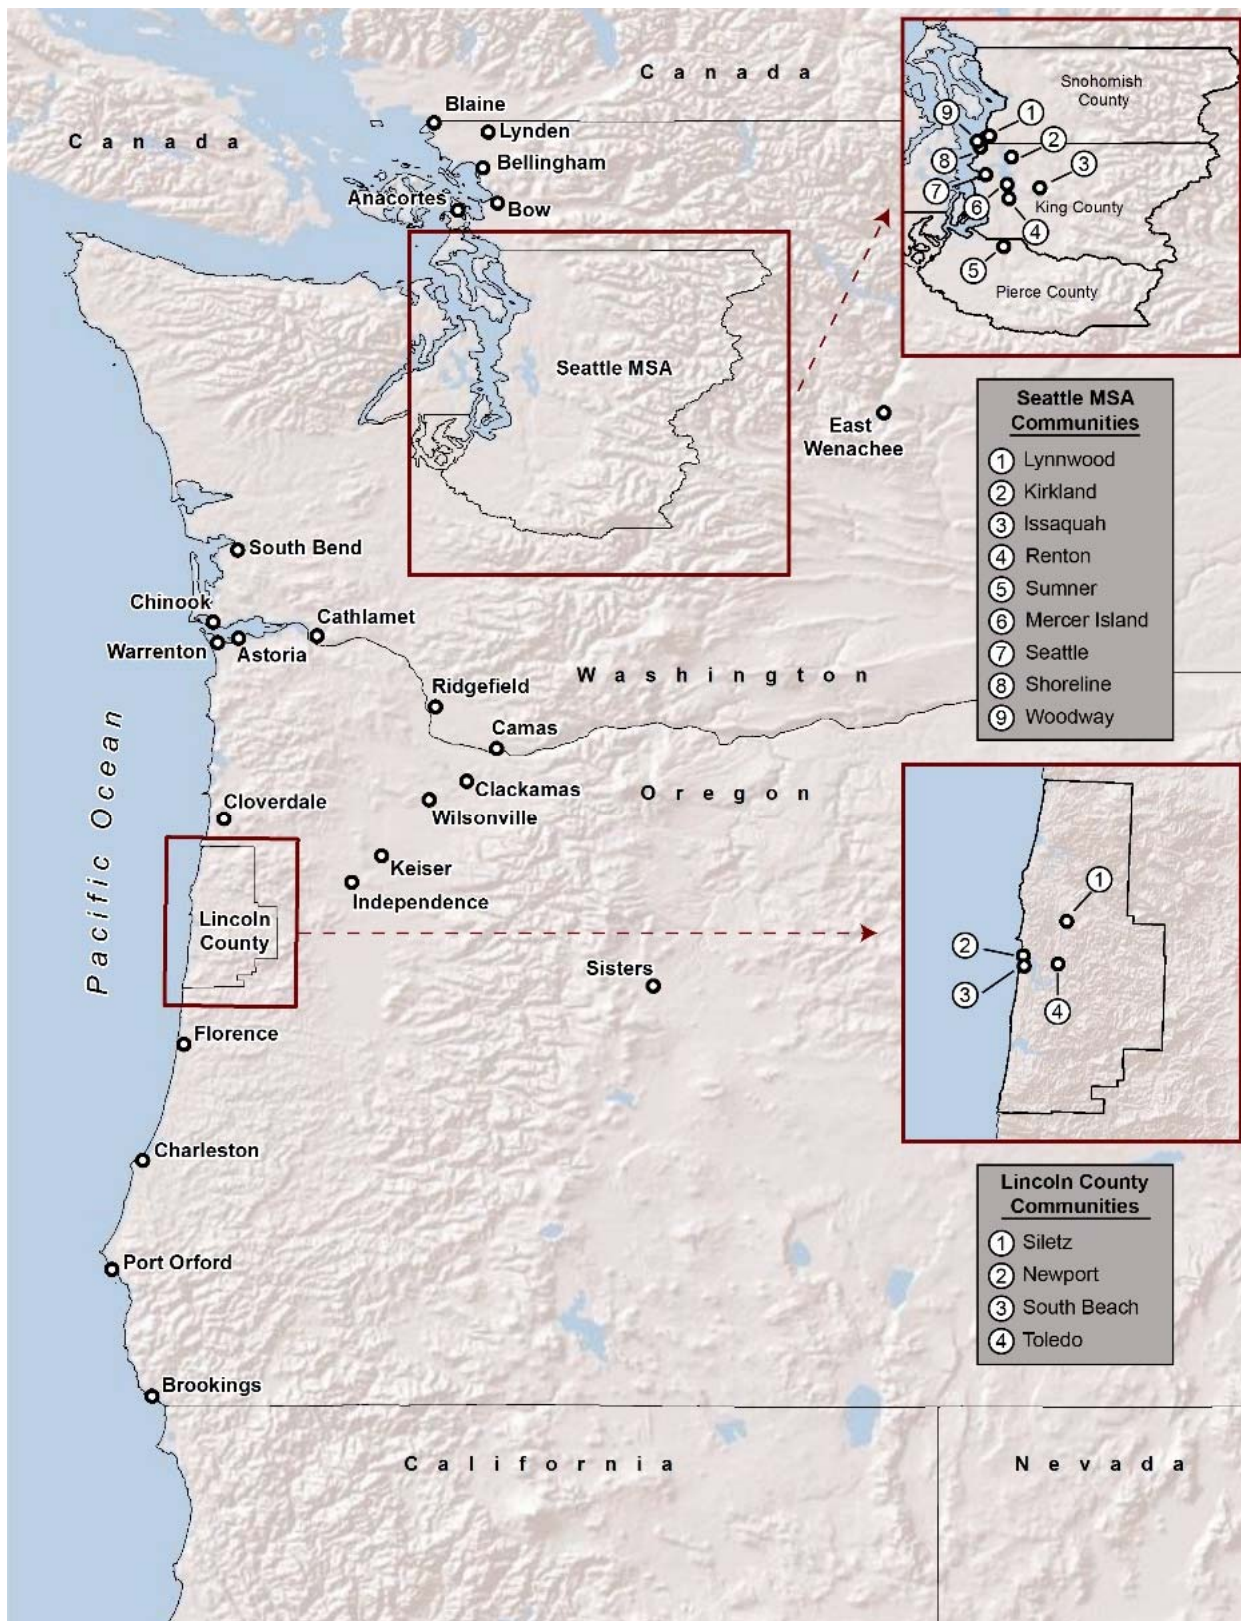 Canada
Canada
Blaine
Lynden
Bellingham
Anacortes
Bow
Seattle MSA
East
Wenachee
South Bend
Chinook
Cathlamet
Warrenton
Astoria
Washington
Ridgefield
Camas
Clackamas
Oregon
Wilsonville
Cloverdale
Keiser
Independence
Lincoln
County
Pacific Ocean
Sisters
Florence
Charleston
Port Orford
Brookings
California
Nevada
Snohomish
County
9
1
2
8
3
7
6
King County
4
5
Pierce County
Seattle MSA
Communities
1 Lynnwood
2 Kirkland
3 Issaquah
4 Renton
5 Sumner
6 Mercer Island
7 Seattle
8 Shoreline
9 Woodway
1
2
3
4
Lincoln County
Communities
1 Siletz
2 Newport
3 South Beach
4 Toledo